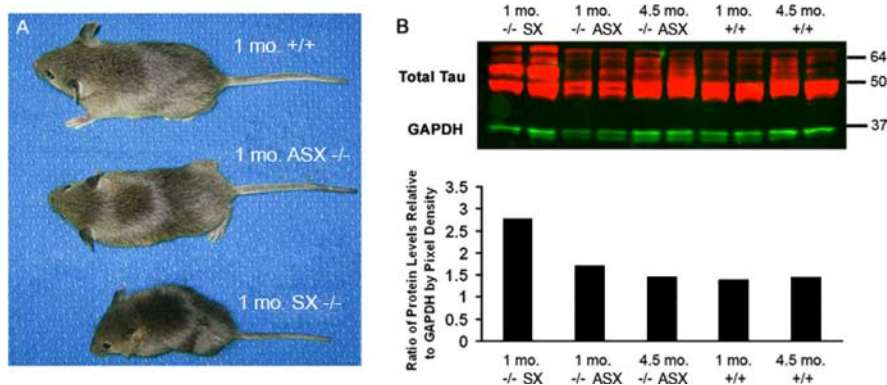 A
1 mo. +/+
1 mo. ASX -/-
1 mo. SX -/-
B
1 mo. 1 mo. 4.5 mo. 1 mo. 4.5 mo.
-/- SX -/- ASX -/- ASX +/+ +/+
Total Tau
GAPDH
64
50
37
Ratio of Protein Levels Relative
to GAPDH by Pixel Density
3.5
3
2.5
2
1.5
1
0.5
0
1 mo. 1 mo. 4.5 mo. 1 mo. 4.5 mo.
-/- SX -/- ASX -/- ASX +/+ +/+